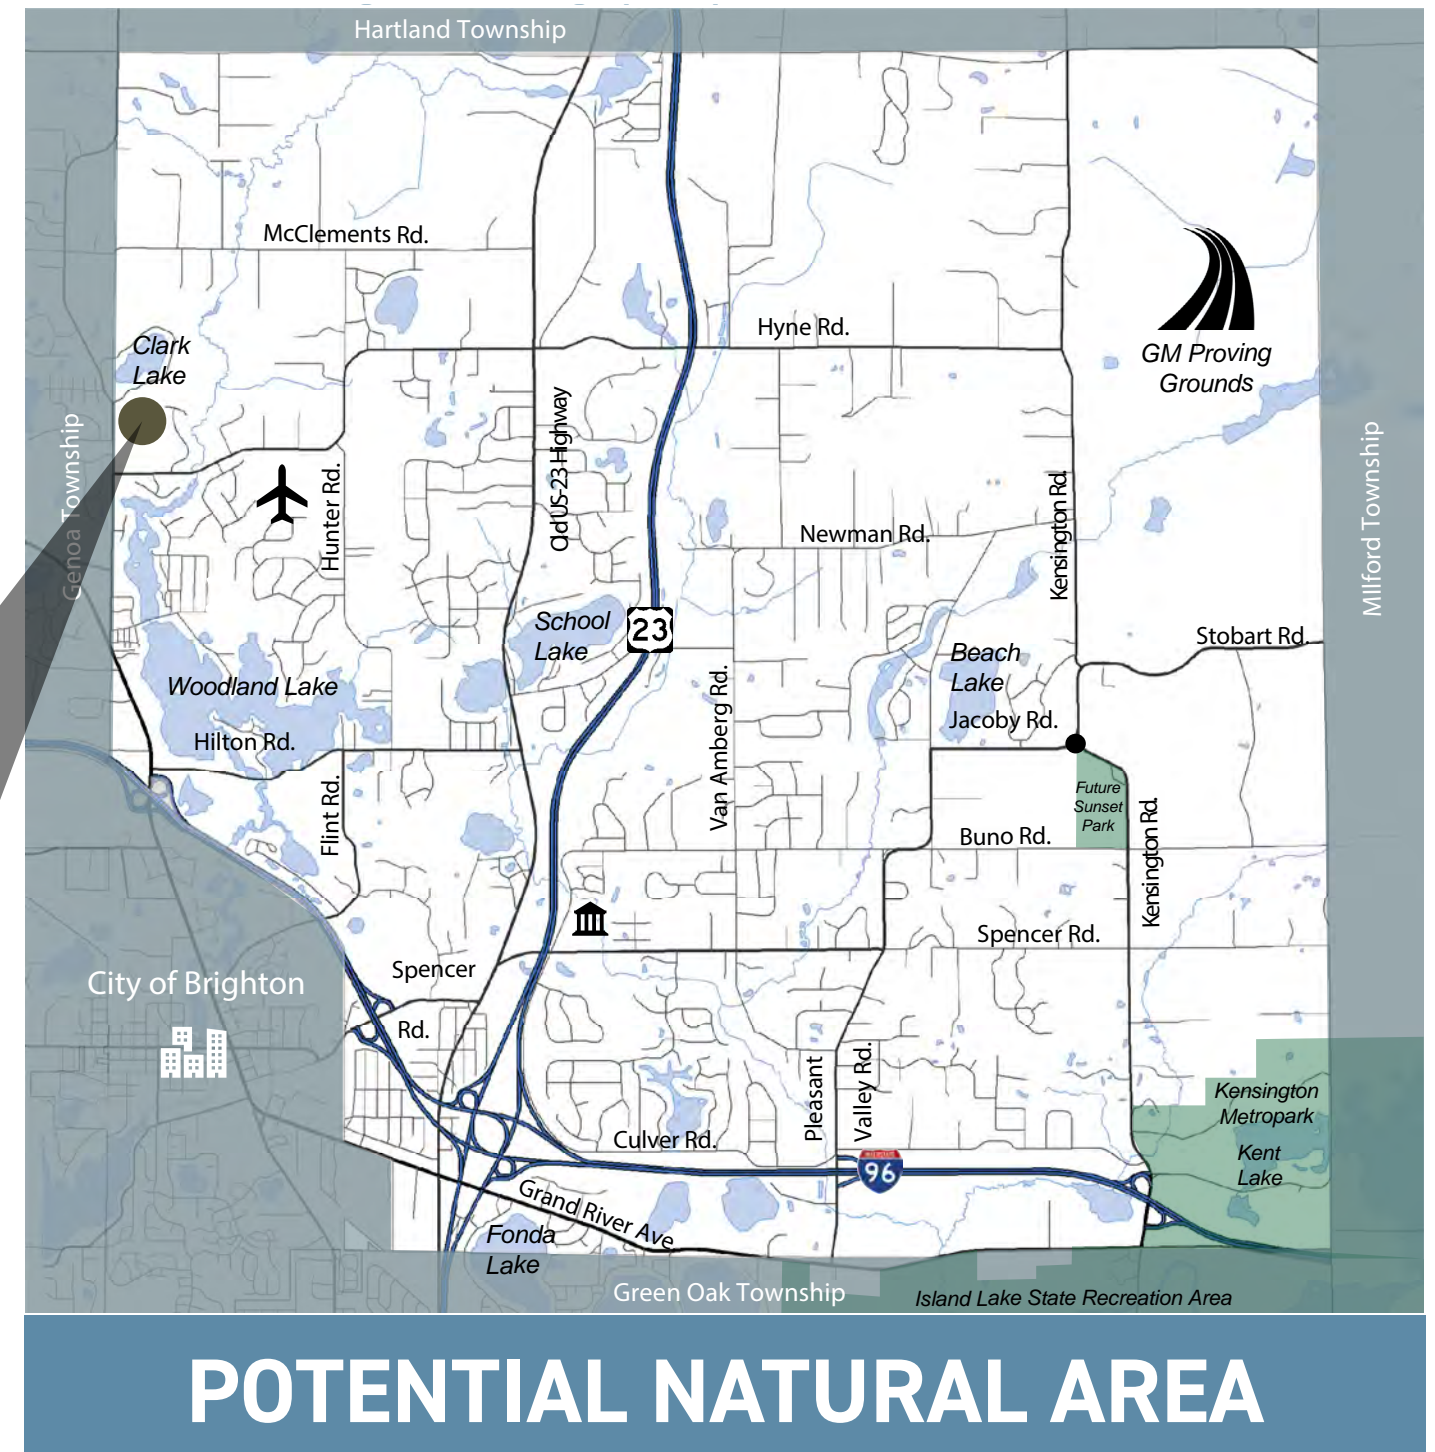 Hartland Township
McClements Rd.
Hyne Rd.
Clark
Lake
GM Proving
Grounds
Genoa Township
Old US-23 Highway
Hunter Rd.
Kensington Rd.
MIlford Township
Newman Rd.
School
Lake
23
Stobart Rd.
Beach
Lake
Woodland Lake
Van Amberg Rd.
Jacoby Rd.
Hilton Rd.
Flint Rd.
Future
Sunset
Park
Kensington Rd.
Buno Rd.
Spencer Rd.
Spencer
Rd.
City of Brighton
Pleasant
Valley Rd.
Kensington
Metropark
Kent
Lake
Culver Rd.
INTERSTATE
96
Grand River Ave
Fonda
Lake
Green Oak Township
Island Lake State Recreation Area
POTENTIAL NATURAL AREA